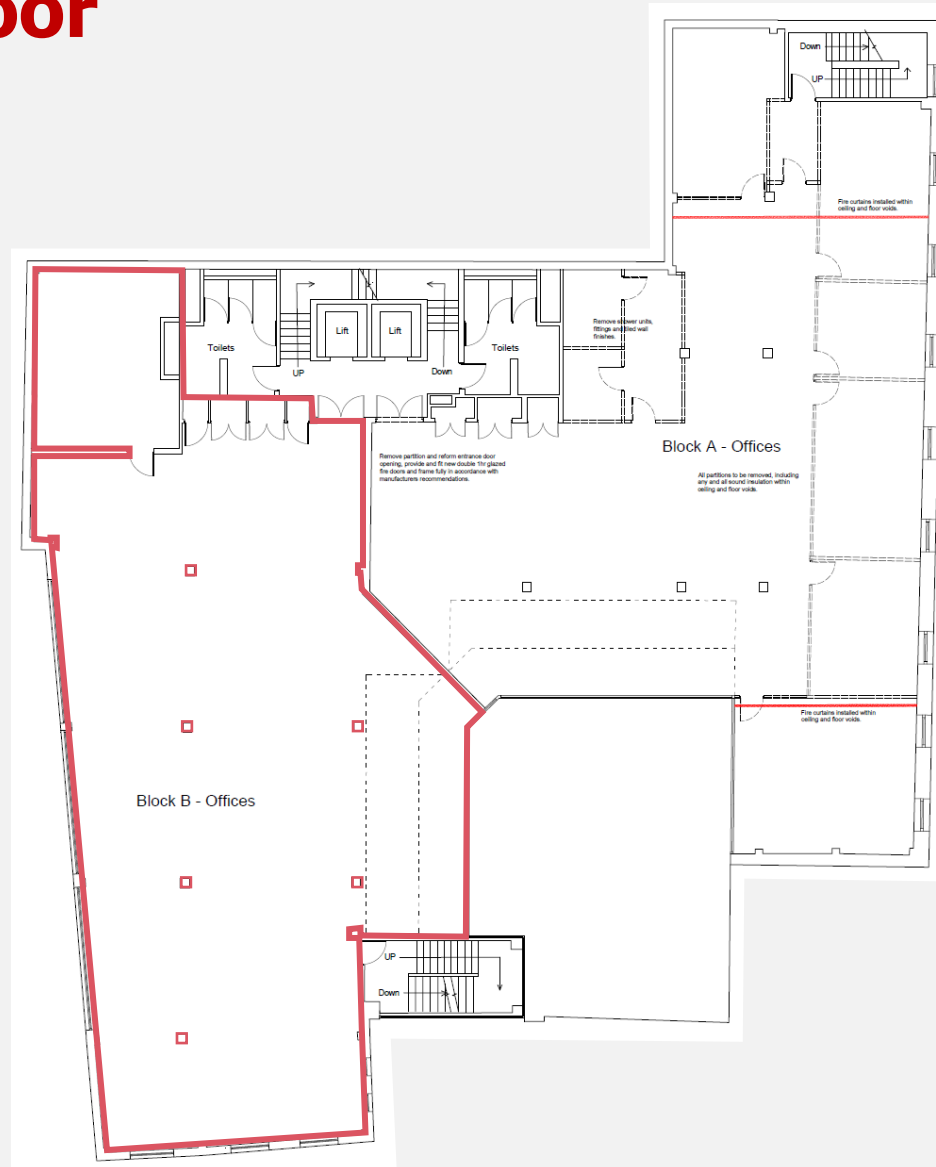 oor
Down
UP
Fire curtains installed within
ceiling and floor voids.
Remove shower units,
fittings and tiled wall
finishes.
Toilets
Lift
Lift
Toilets
UP
Down
Block A - Offices
Remove partition and reform entrance door
opening, provide and fit new double 1hr glazed
fire doors and frame fully in accordance with
manufacturers recommendations.
All partitions to be removed, including
any and all sound insulation within
ceiling and floor voids.
Fire curtains installed within
ceiling and floor voids.
Block B - Offices
UP
Down